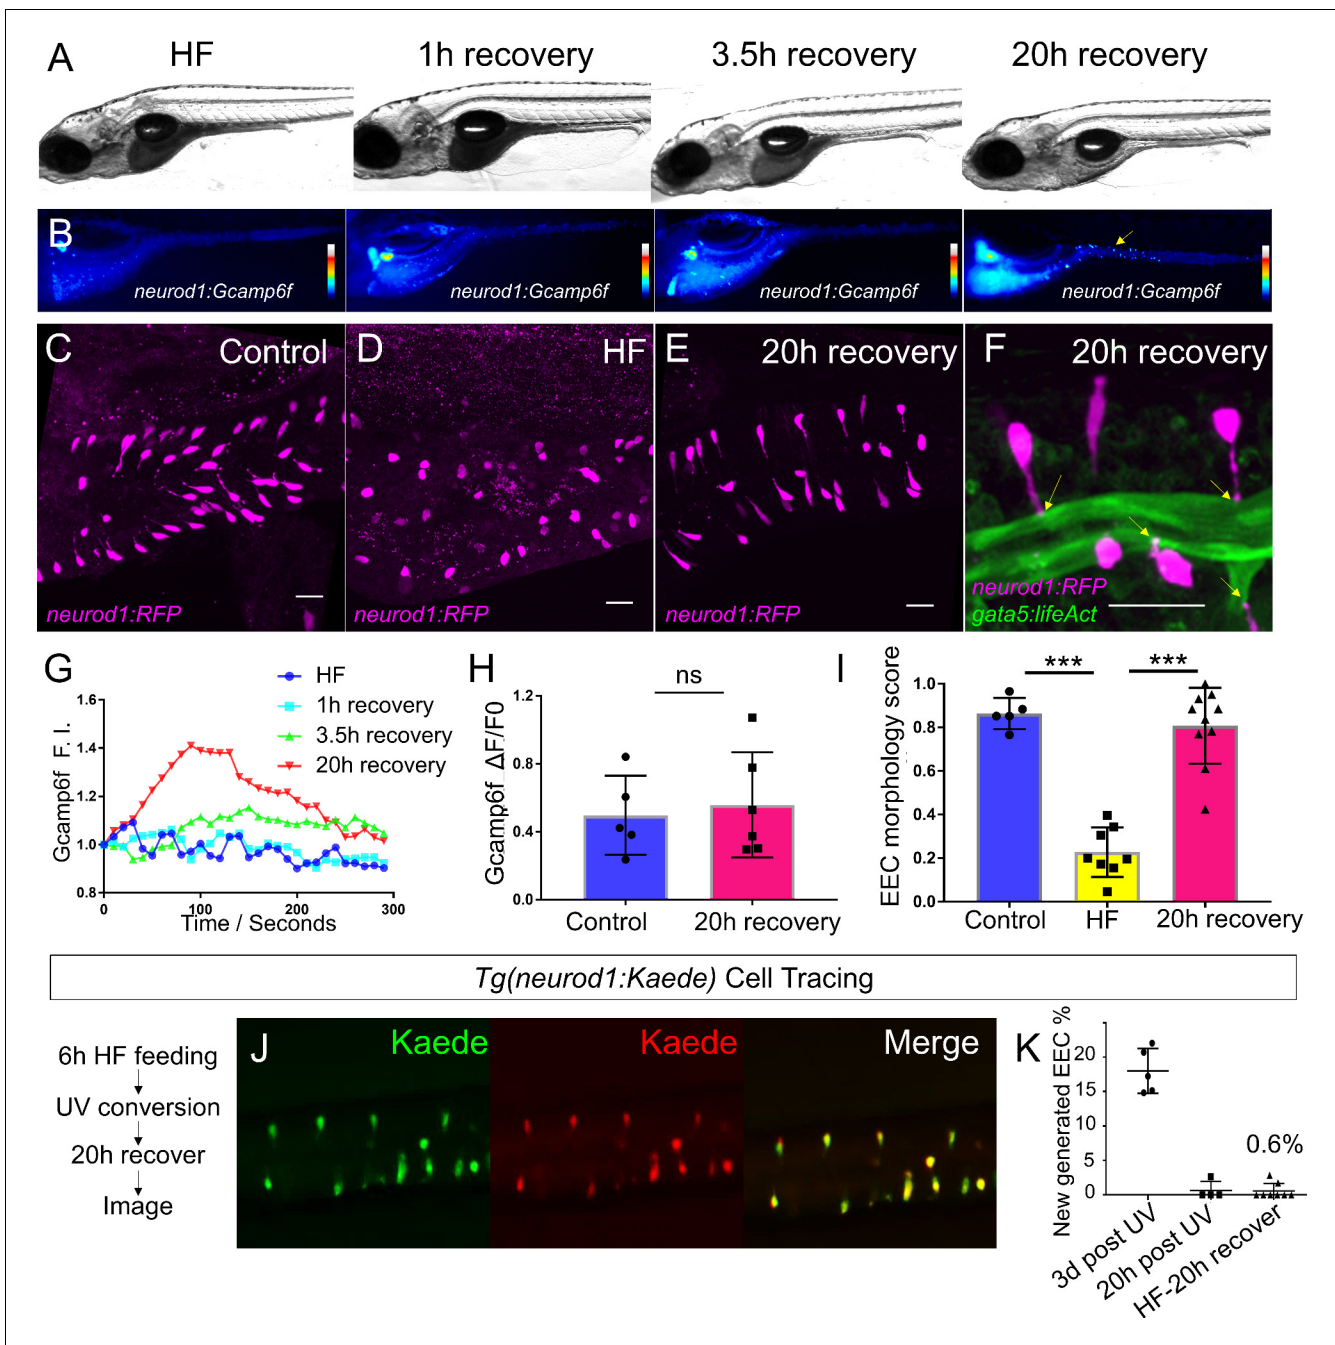 A
HF
1h recovery
3.5h recovery
20h recovery
B
neurod1:Gcamp6f
neurod1:Gcamp6f
neurod1:Gcamp6f
neurod1:Gcamp6f
C
Control
D
HF
E
20h recovery
F
20h recovery
neurod1:RFP
neurod1:RFP
neurod1:RFP
neurod1:RFP
gata5:lifeAct
G
HF
1h recovery
3.5h recovery
20h recovery
1.6
1.4
1.2
1.0
0.8
Gcamp6f F. I.
0
100
200
300
Time / Seconds
H
ns
1.2
0.8
0.4
0.0
Gcamp6f_ΔF/F0
Control
20h recovery
I
***
***
1.0
0.8
0.6
0.4
0.2
0.0
EEC morphology score
Control
HF
20h recovery
Tg(neurod1:Kaede) Cell Tracing
6h HF feeding
UV conversion
20h recover
Image
J
Kaede
Kaede
Merge
K
New generated EEC %
20
15
10
5
0
0.6%
3d post UV
20h post UV
HF-20h recover